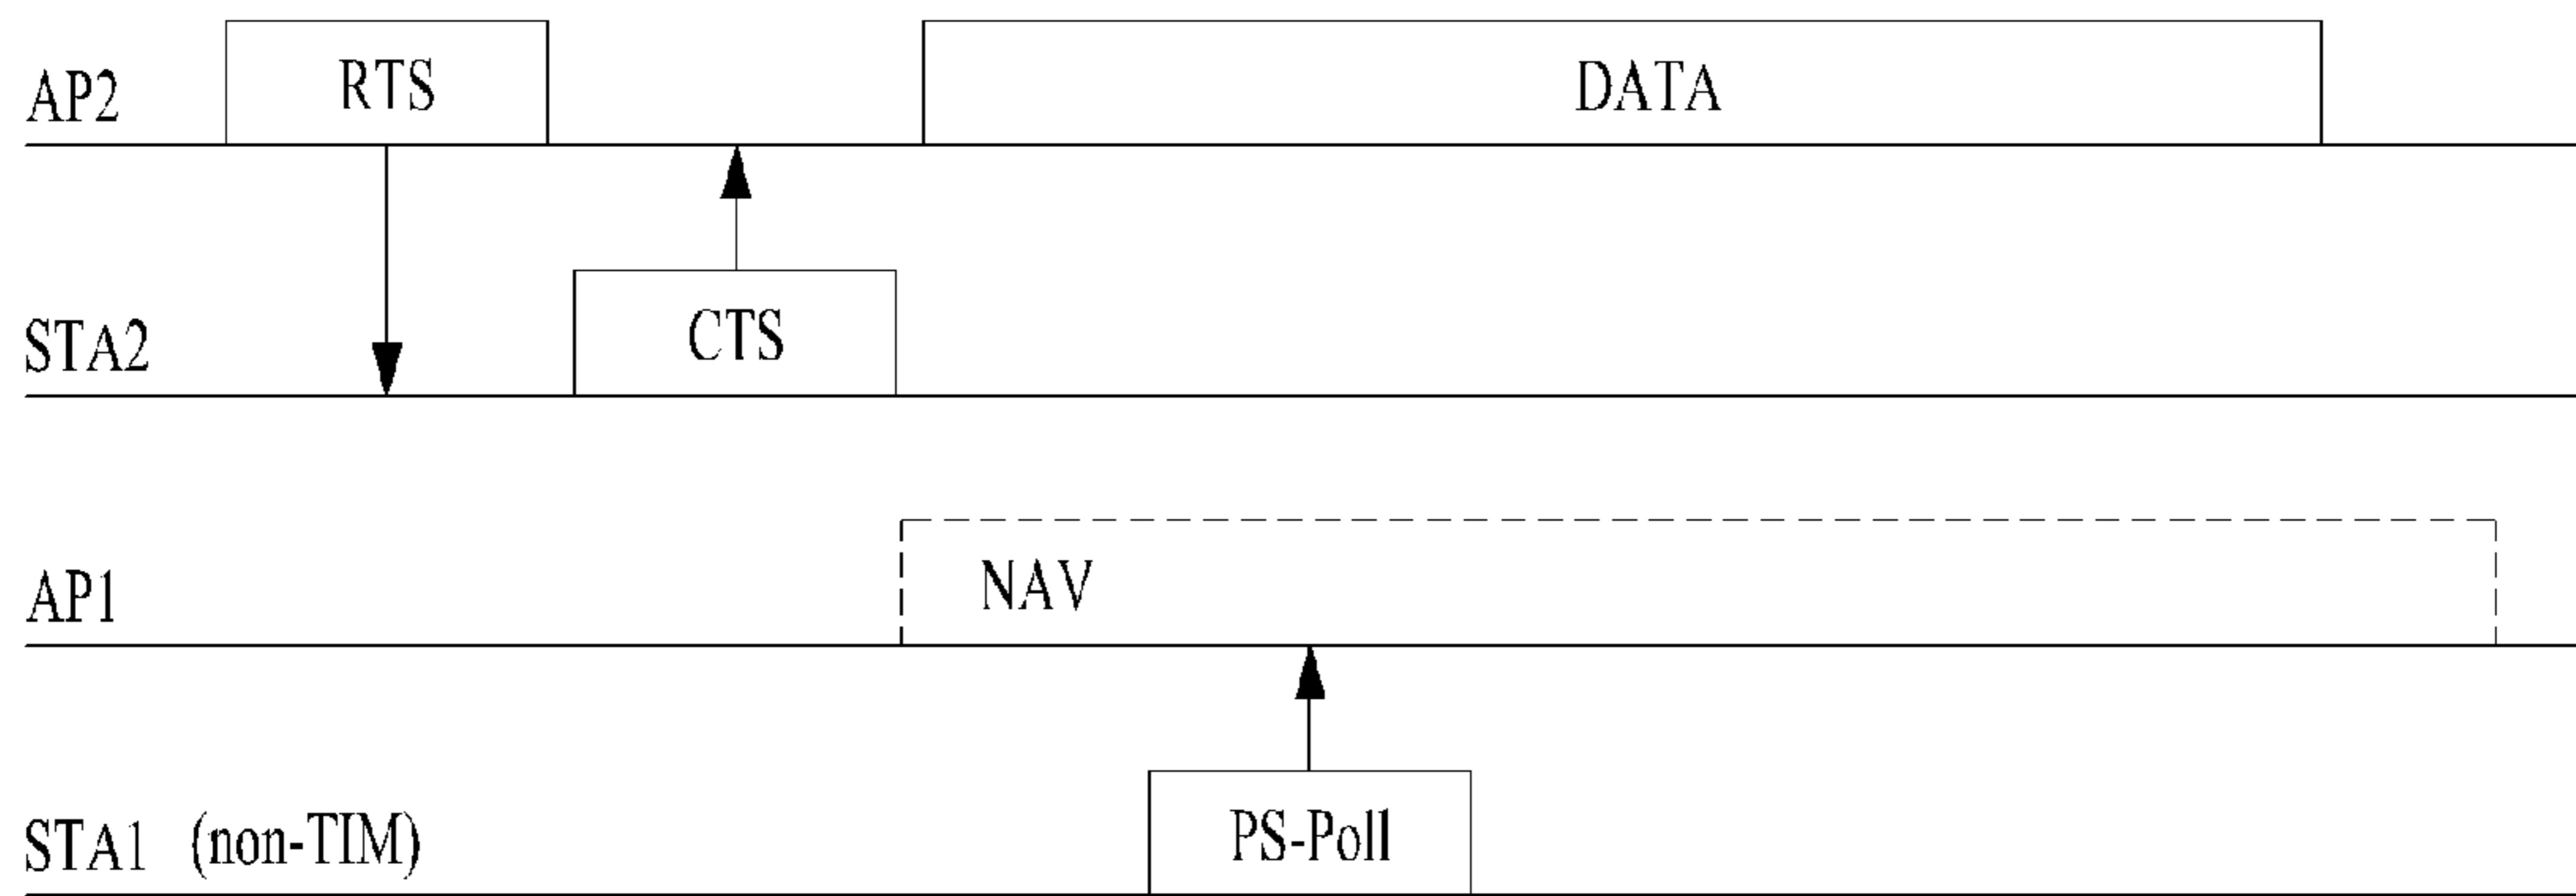 AP2 RTS DATA
STA2 CTS
AP1 NAV
STA1 (non-TIM) PS-Poll